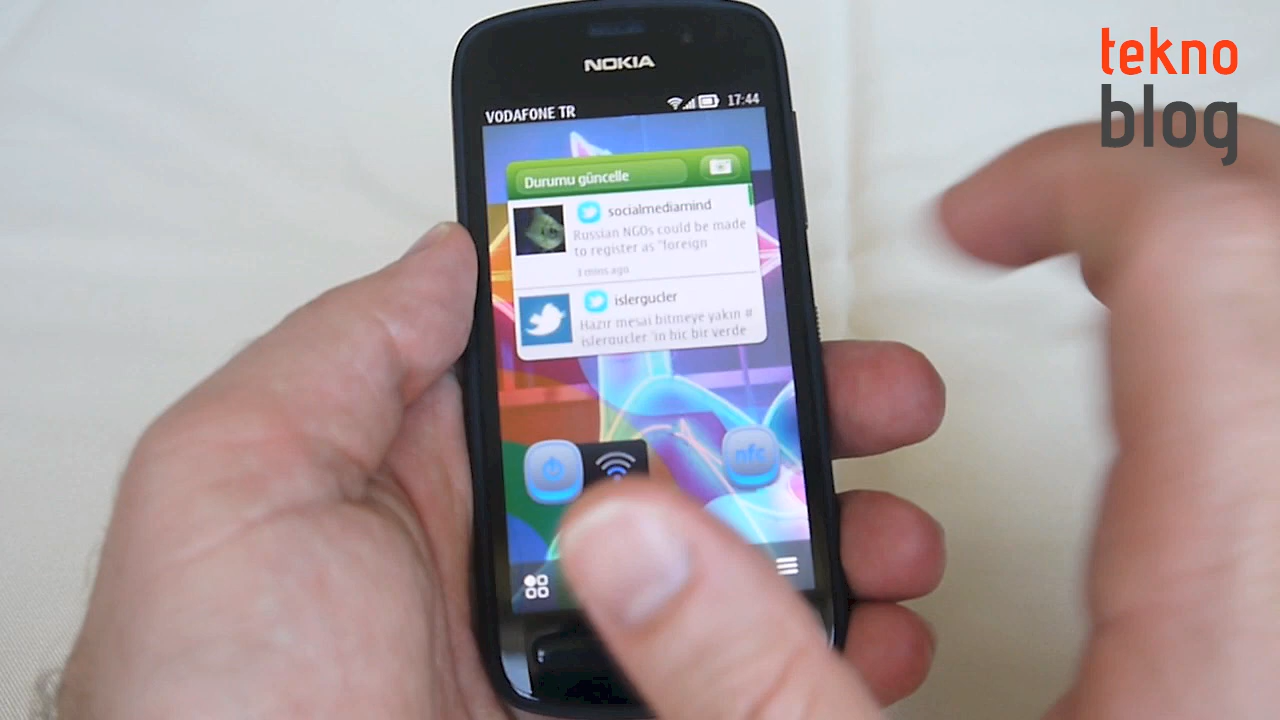 tekno
blog
NOKIA
VODAFONE TR
17:44
Durumu güncelle
socialmediamind
Russian NGOs could be made
to register as "foreign
3 mins ago
islergucler
Hazır mesai bitmeye yakın #
islergucler 'in hiç bir yerde
nfc